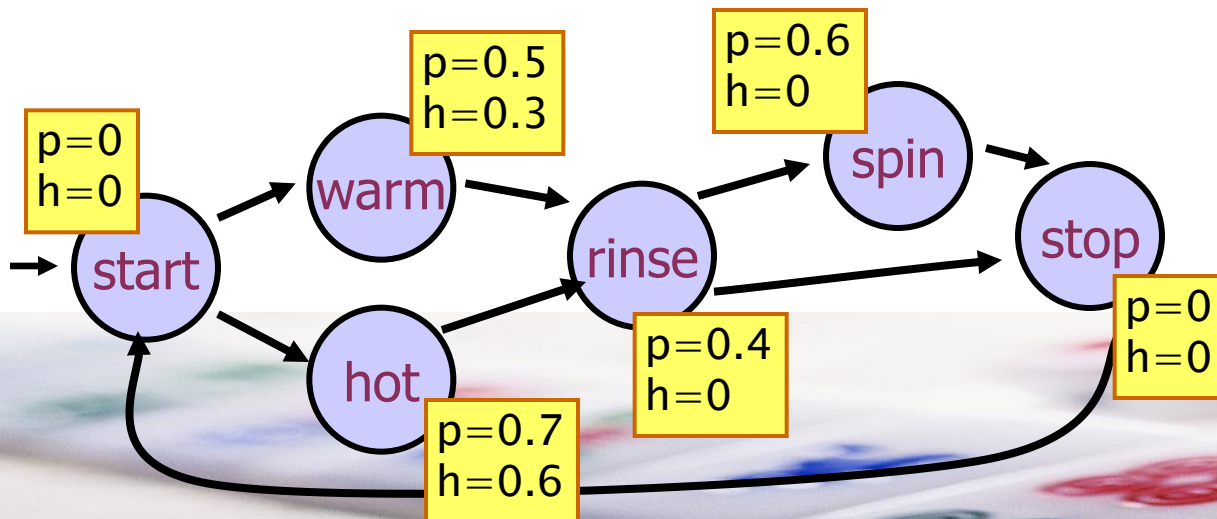 p=0
h=0
start
p=0.5
h=0.3
warm
p=0.7
h=0.6
hot
rinse
p=0.4
h=0
p=0.6
h=0
spin
stop
p=0
h=0